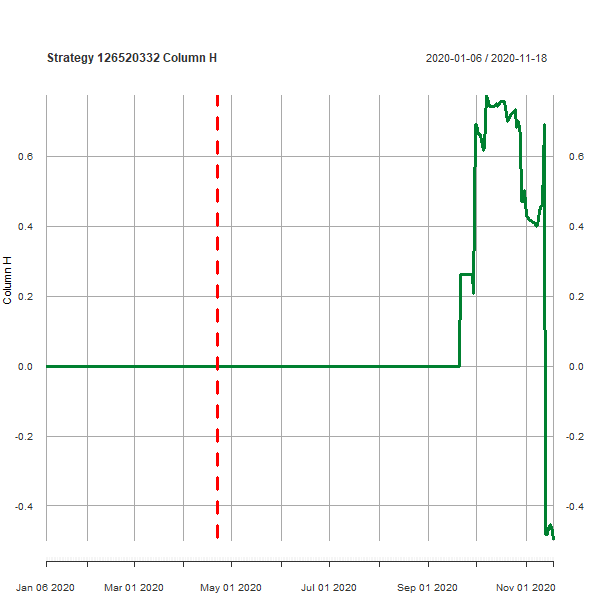 Strategy 126520332 Column H
2020-01-06 / 2020-11-18
Column H
0.6
0.4
0.2
0.0
-0.2
-0.4
0.6
0.4
0.2
0.0
-0.2
-0.4
Jan 06 2020
Mar 01 2020
May 01 2020
Jul 01 2020
Sep 01 2020
Nov 01 2020